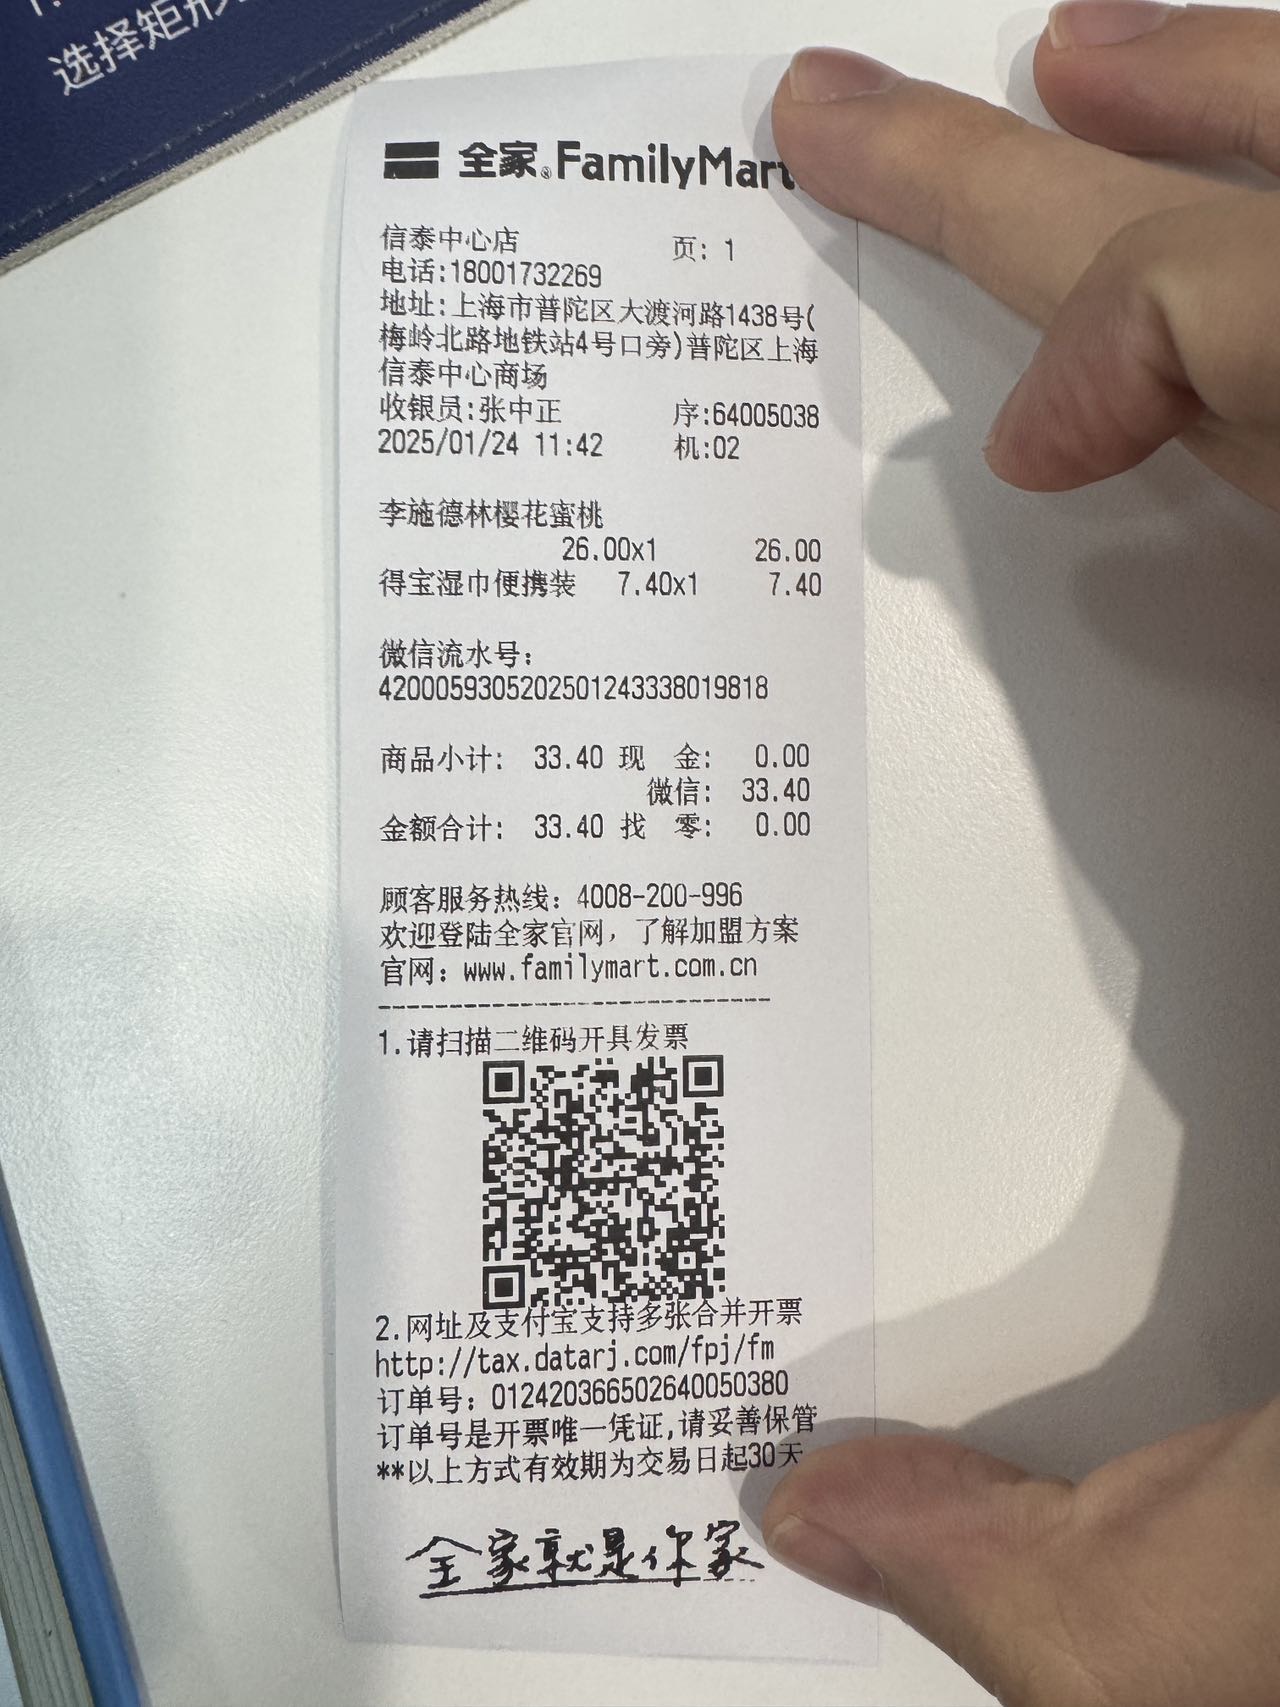 选择矩形
全家®FamilyMart
信泰中心店 页: 1
电话:18001732269
地址:上海市普陀区大渡河路1438号(
梅岭北路地铁站4号口旁)普陀区上海
信泰中心商场
收银员:张中正 序:64005038
2025/01/24 11:42 机:02
李施德林樱花蜜桃
26.00x1 26.00
得宝湿巾便携装 7.40x1 7.40
微信流水号:
4200059305202501243338019818
商品小计: 33.40 现 金: 0.00
微信: 33.40
金额合计: 33.40 找 零: 0.00
顾客服务热线: 4008-200-996
欢迎登陆全家官网,了解加盟方案
官网: www.familymart.com.cn
1.请扫描二维码开具发票
2.网址及支付宝支持多张合并开票
http://tax.datarj.com/fpj/fm
订单号: 012420366502640050380
订单号是开票唯一凭证,请妥善保管
**以上方式有效期为交易日起30天
全家就是你家